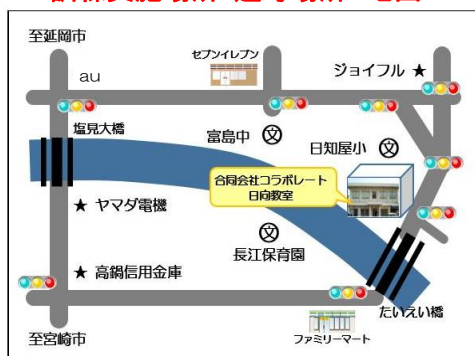 至延岡市
セブンイレブン
au
ジョイフル ★
塩見大橋
富島中 文
日知屋小 文
合同会社コラボレート
日向教室
★ ヤマダ電機
文
長江保育園
★ 高鍋信用金庫
たいえい橋
至宮崎市
ファミリーマート